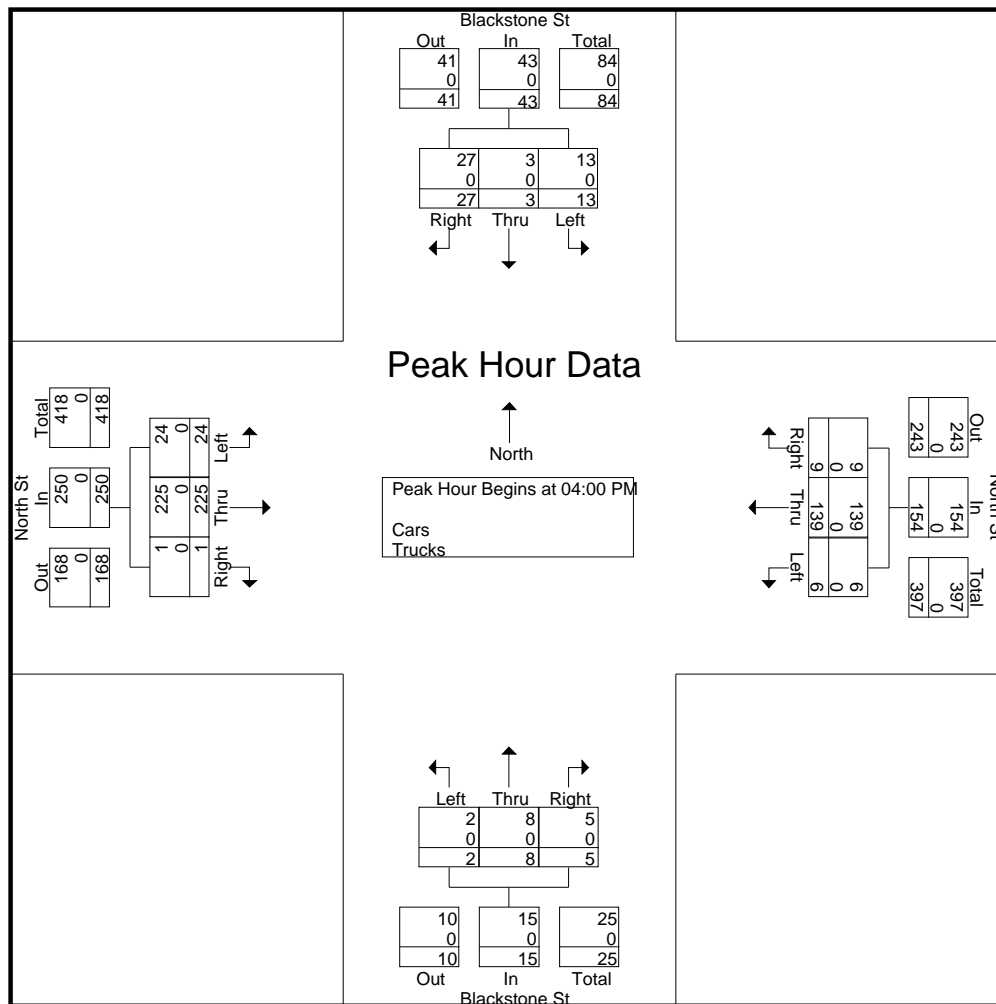 Blackstone St
Out In Total
41 43 84
0 0 0
41 43 84
27 3 13
0 0 0
27 3 13
Right Thru Left
Peak Hour Data
North
Peak Hour Begins at 04:00 PM
Cars
Trucks
North St
Total In Out
418 250 168
0 0 0
418 250 168
24 225 1
0 0 0
24 225 1
Left Thru Right
North St
Out In Total
243 154 397
0 0 0
243 154 397
9 139 6
0 0 0
9 139 6
Right Thru Left
Left Thru Right
2 8 5
0 0 0
2 8 5
10 15 25
0 0 0
10 15 25
Out In Total
Blackstone St